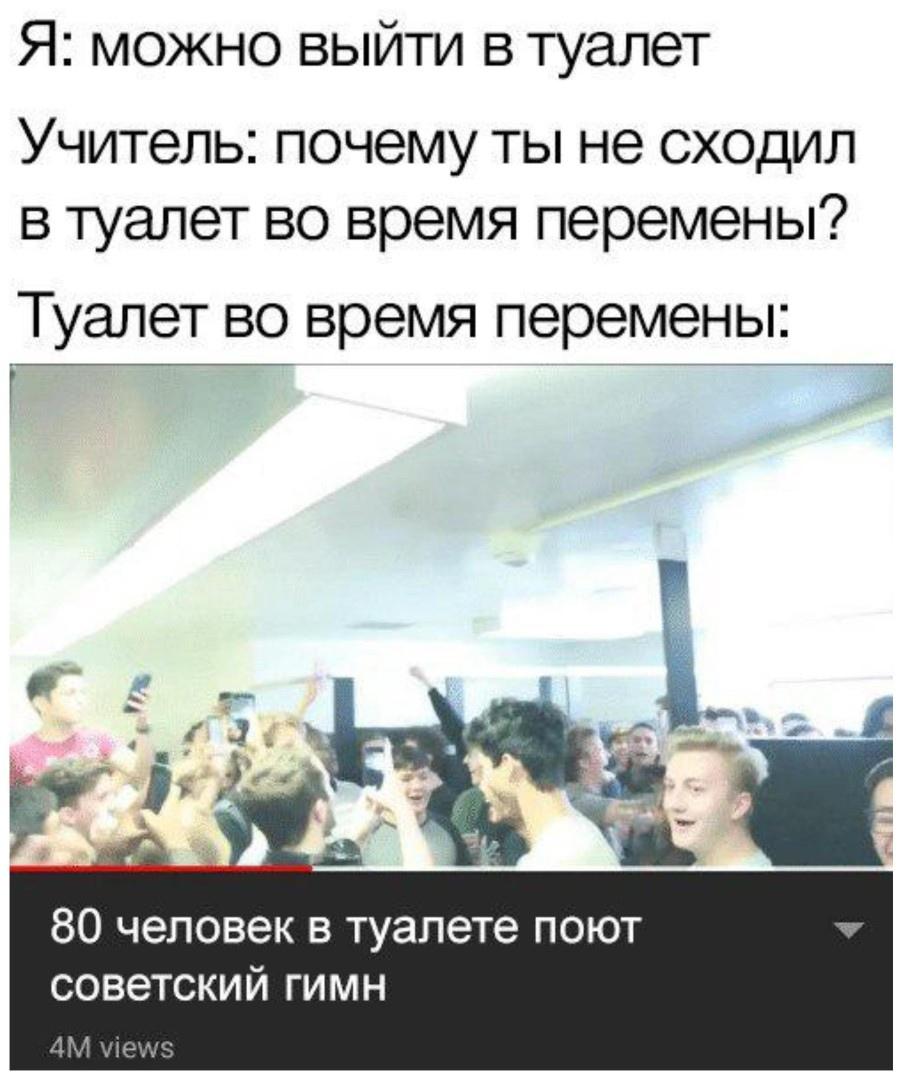 Я: можно выйти в туалет
Учитель: почему ты не сходил
в туалет во время перемены?
Туалет во время перемены:
80 человек в туалете поют
советский гимн
4M views